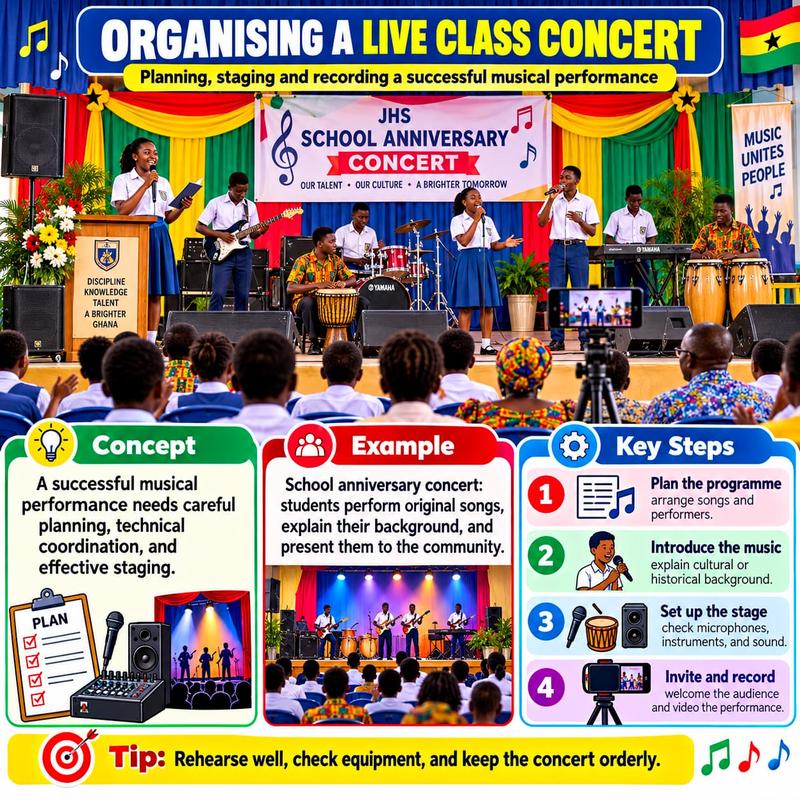 ORGANISING A LIVE CLASS CONCERT
Planning, staging and recording a successful musical performance
JHS
SCHOOL ANNIVERSARY
CONCERT
OUR TALENT • OUR CULTURE • A BRIGHTER TOMORROW
MUSIC
UNITES
PEOPLE
DISCIPLINE
KNOWLEDGE
TALENT
A BRIGHTER
GHANA
YAMAHA
YAMAHA
Concept
A successful musical
performance needs careful
planning, technical
coordination, and
effective staging.
PLAN
Example
School anniversary concert:
students perform original songs,
explain their background, and
present them to the community.
Key Steps
1 Plan the programme
arrange songs and
performers.
2 Introduce the music
explain cultural or
historical background.
3 Set up the stage
check microphones,
instruments, and sound.
4 Invite and record
welcome the audience
and video the performance.
Tip: Rehearse well, check equipment, and keep the concert orderly.